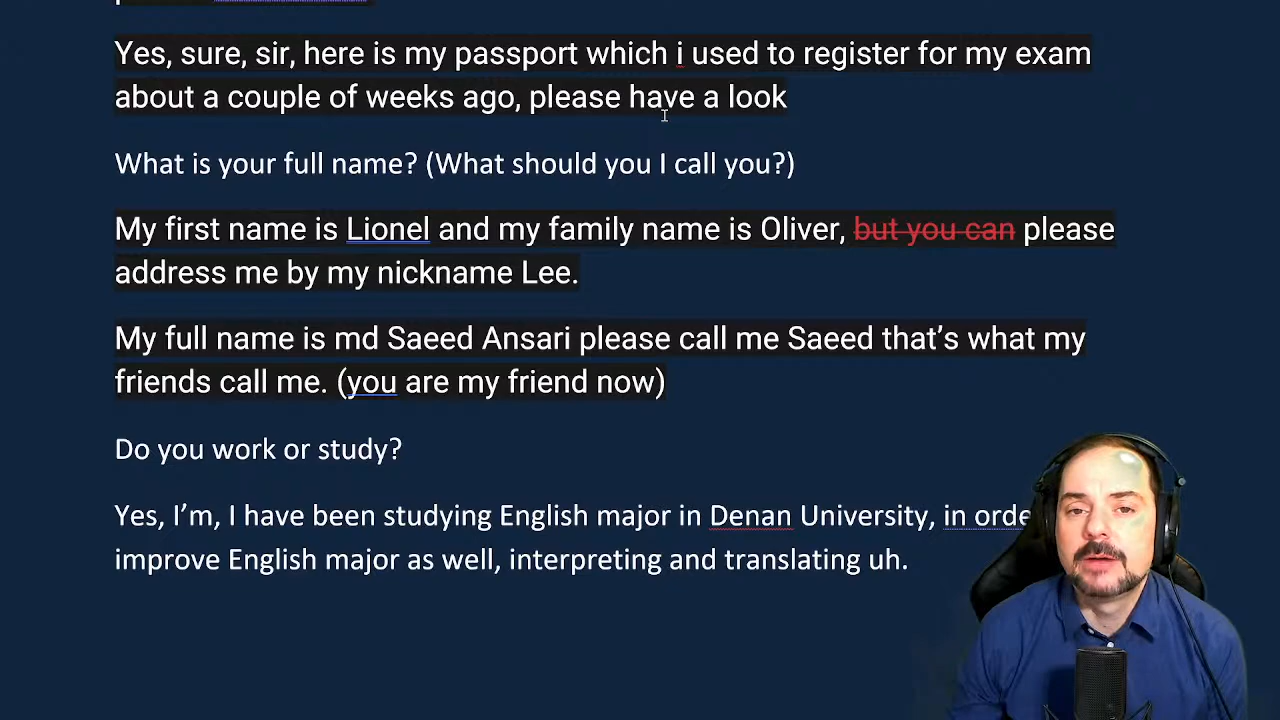 Yes, sure, sir, here is my passport which i used to register for my exam
about a couple of weeks ago, please have a look
What is your full name? (What should you I call you?)
My first name is Lionel and my family name is Oliver, but you can please
address me by my nickname Lee.
My full name is md Saeed Ansari please call me Saeed that's what my
friends call me. (you are my friend now)
Do you work or study?
Yes, I'm, I have been studying English major in Denan University, in orde
improve English major as well, interpreting and translating uh.